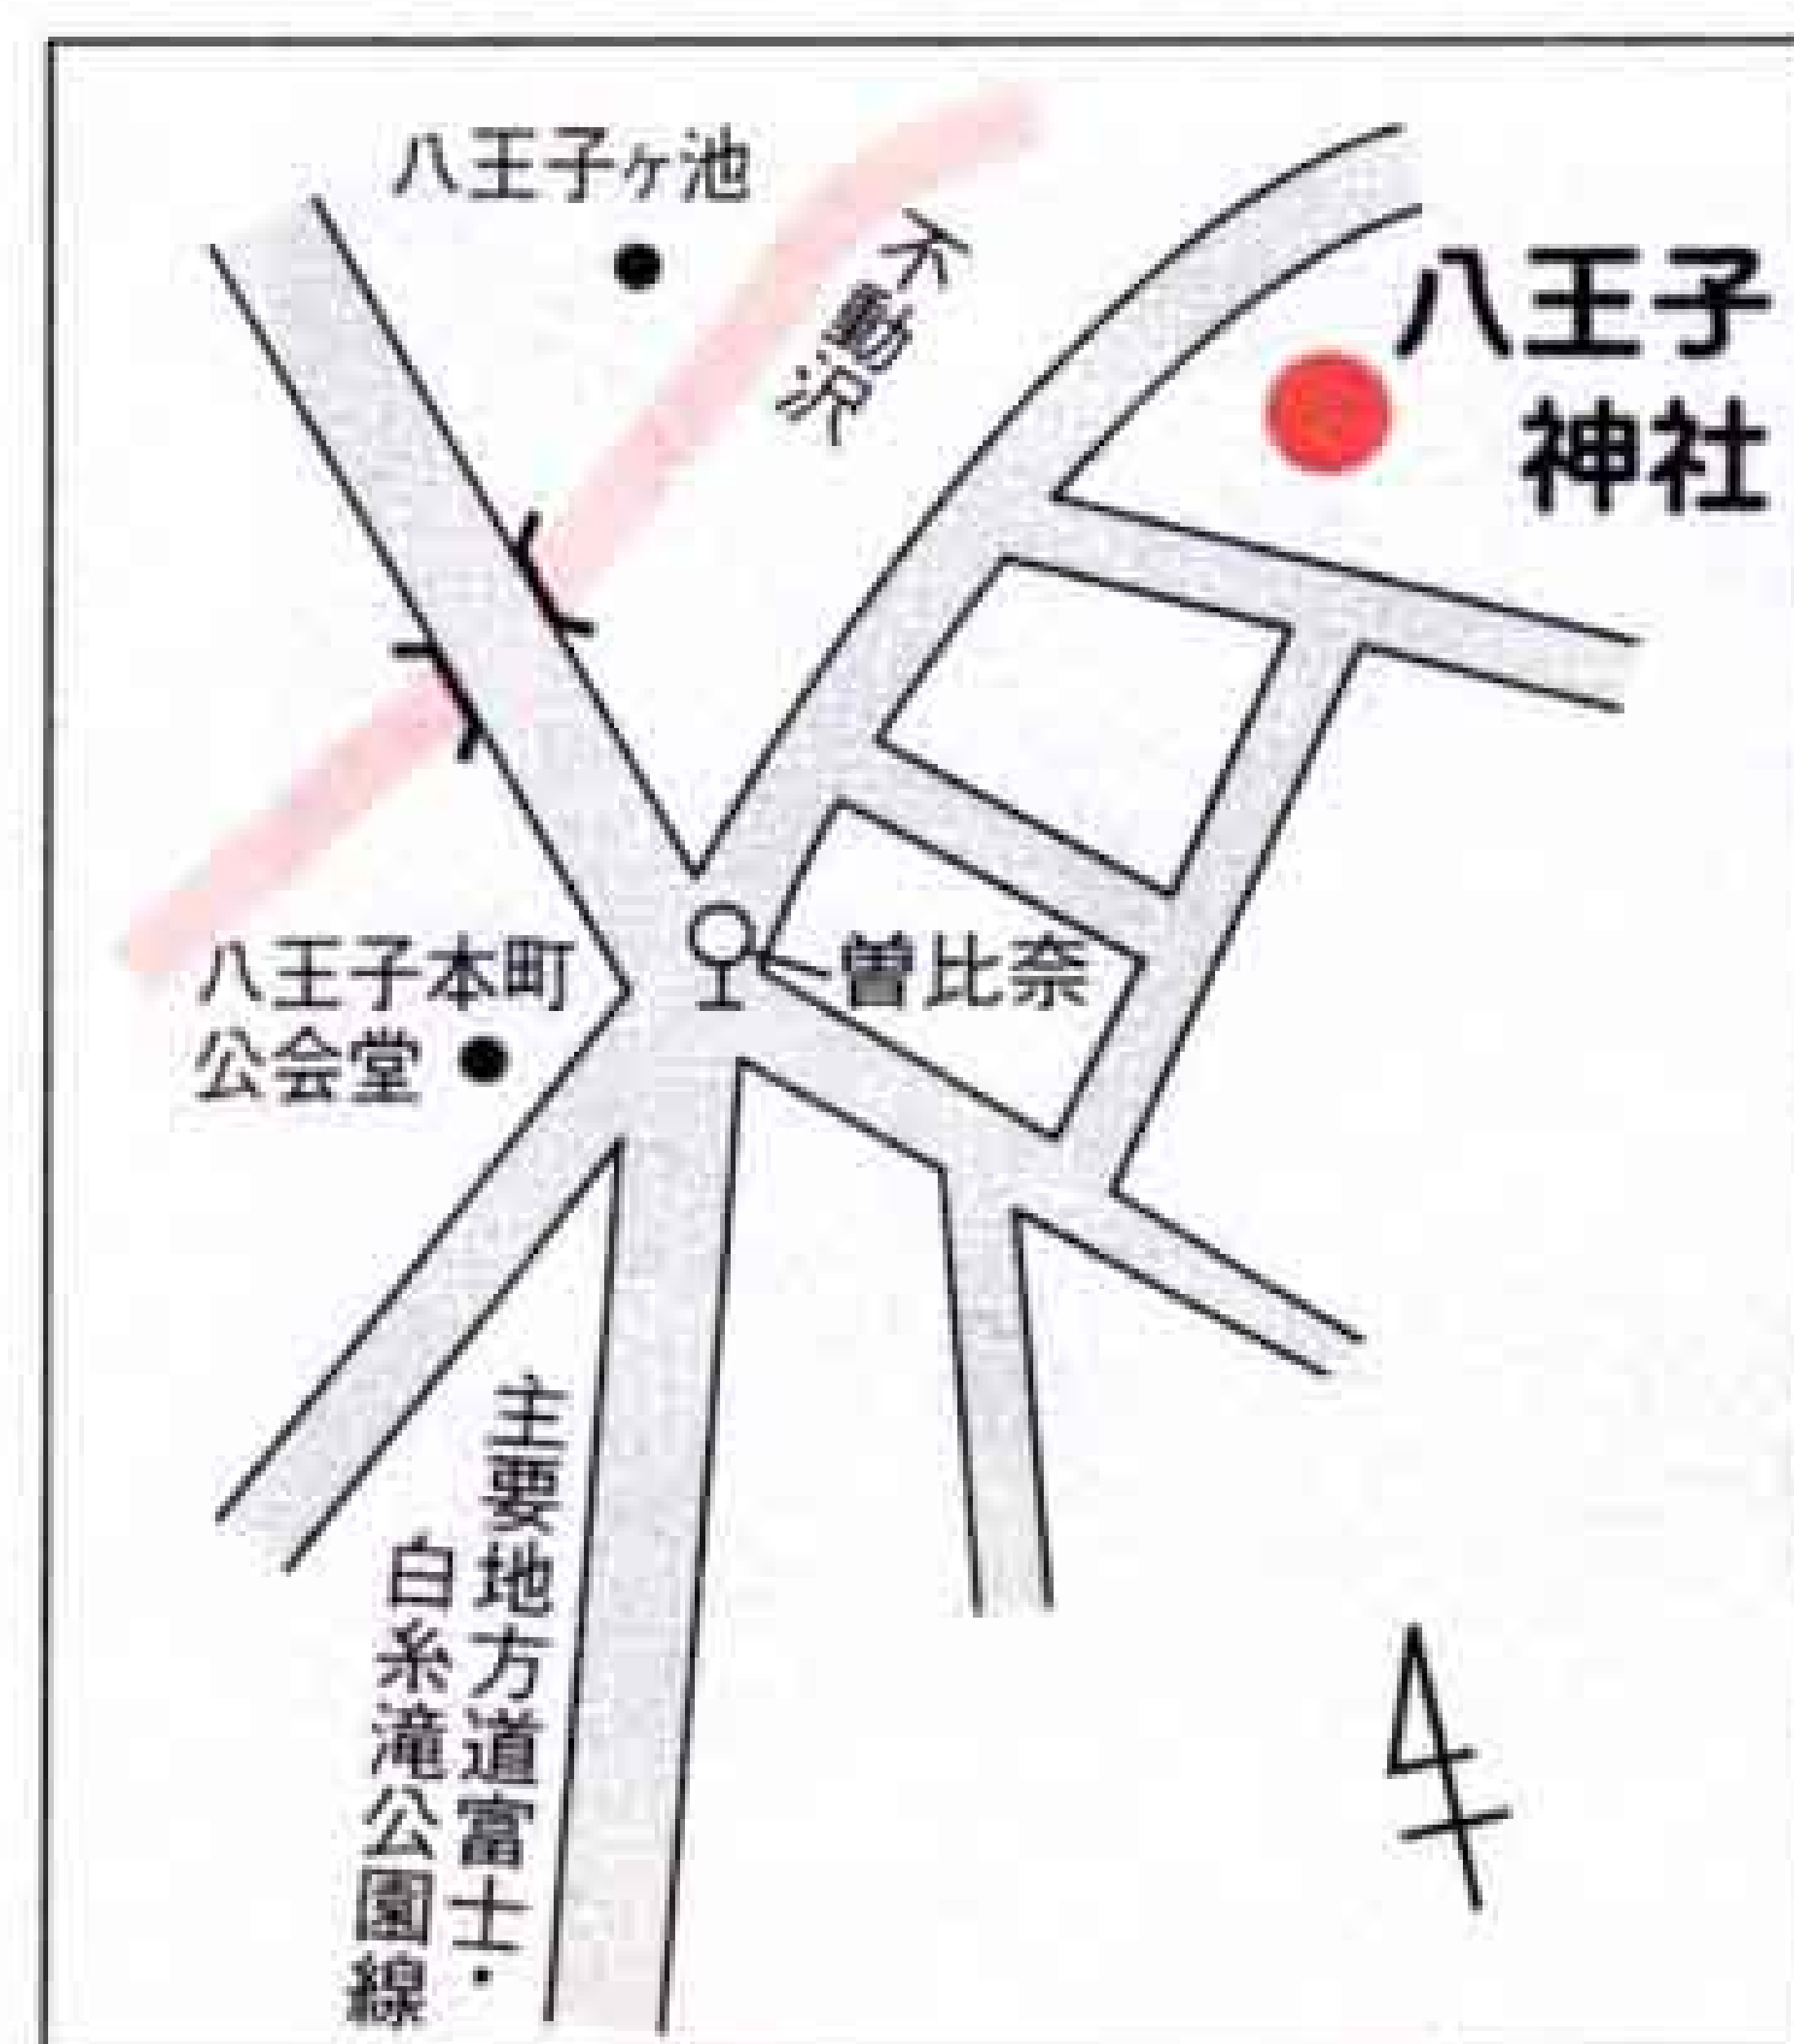 八王子ヶ池
不動沢
八王子
神社
曽比奈
八王子本町
公会堂
主要地方道富士・
白糸滝公園線